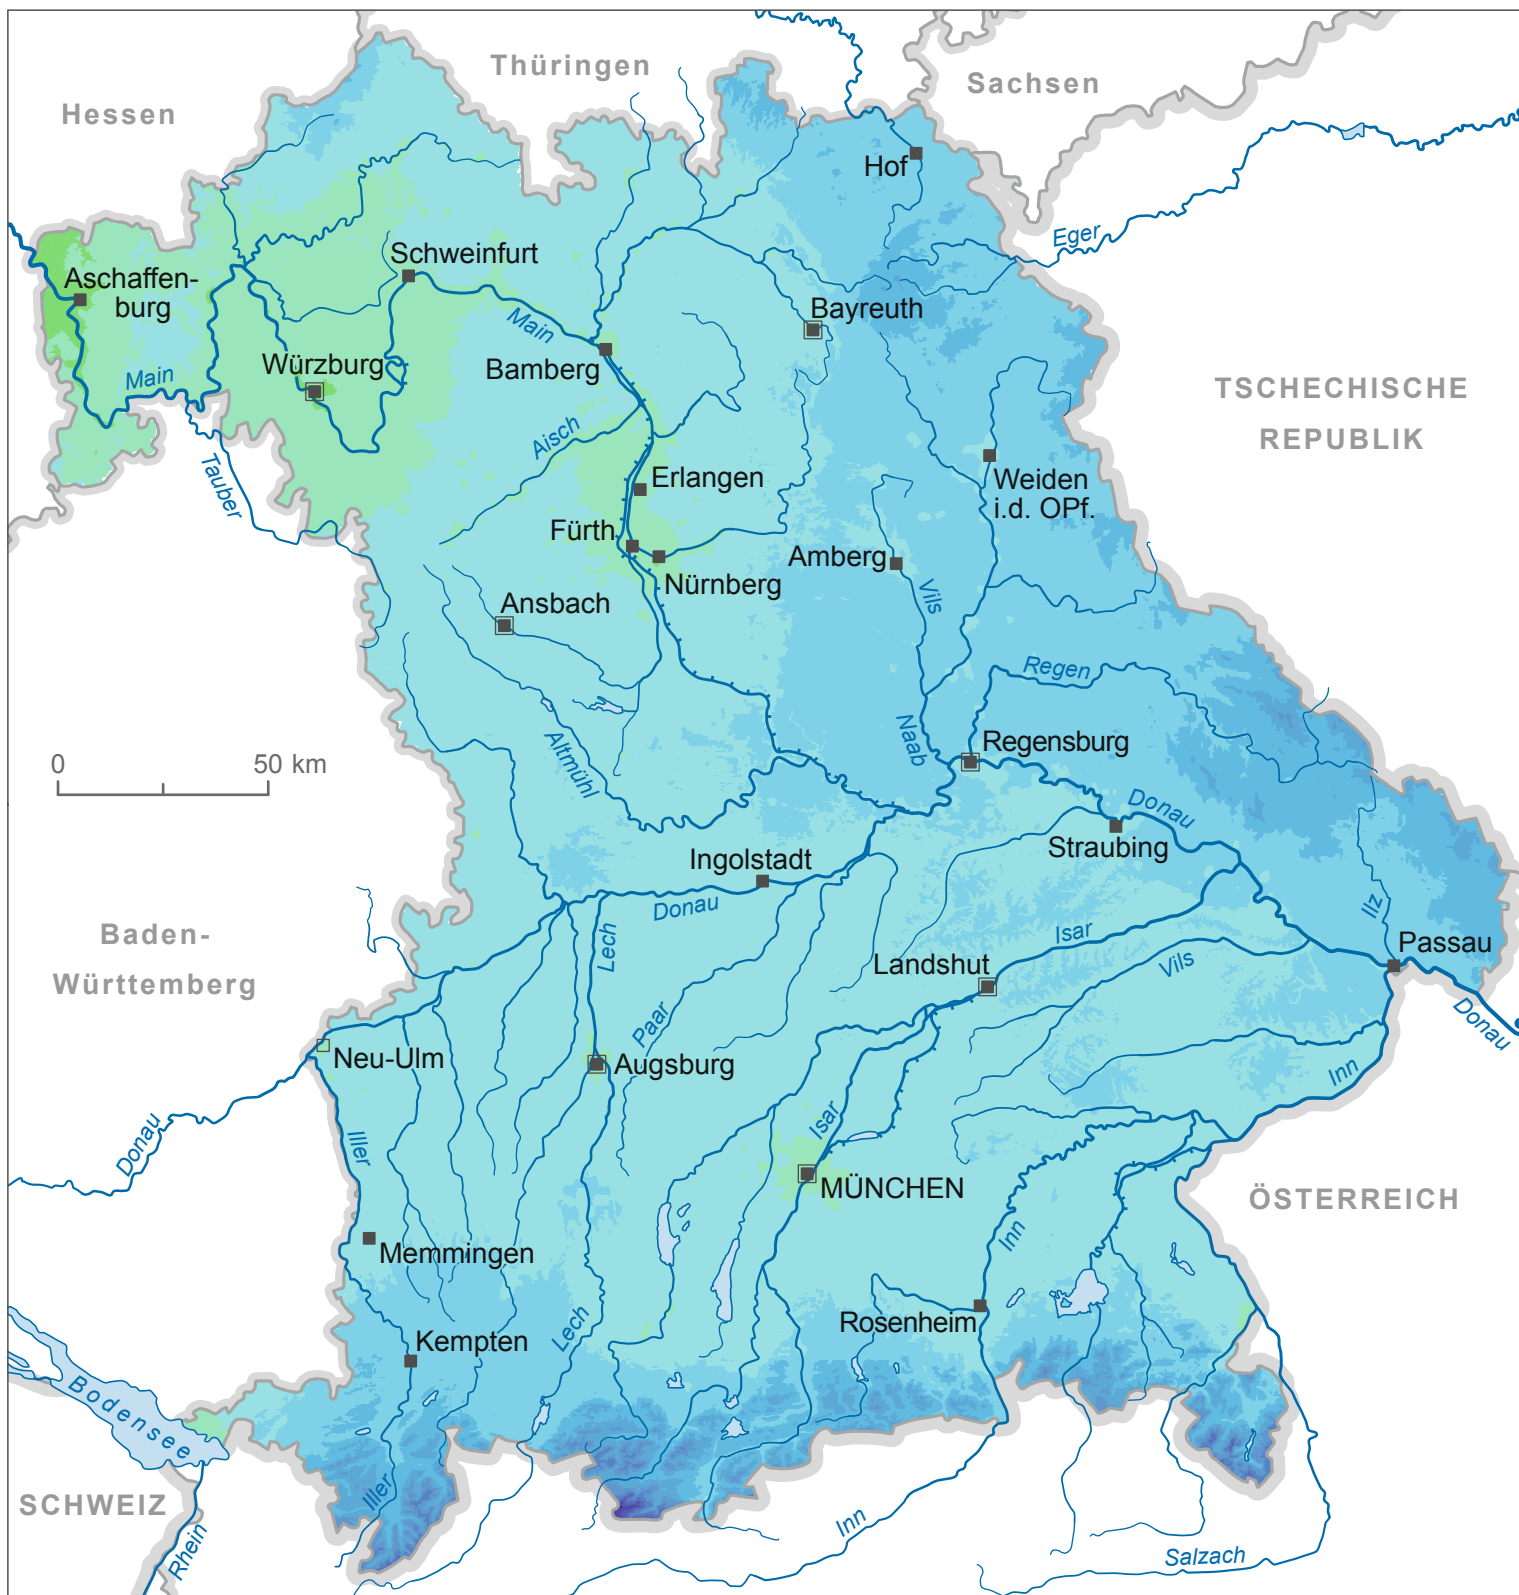 Thüringen
Sachsen
Hessen
Hof
Eger
Schweinfurt
Aschaffen-
burg
Main
Bayreuth
Würzburg
Bamberg
Main
TSCHECHISCHE
REPUBLIK
Aisch
Tauber
Erlangen
Weiden
i.d. OPf.
Fürth
Amberg
Nürnberg
Vils
Ansbach
Regen
Naab
Regensburg
Altmühl
0
50 km
Donau
Straubing
Ingolstadt
Donau
Lech
Ilz
Baden-
Württemberg
Isar
Passau
Landshut
Vils
Paar
Donau
Neu-Ulm
Augsburg
Inn
Isar
Iller
Donau
MÜNCHEN
ÖSTERREICH
Inn
Memmingen
Rosenheim
Lech
Kempten
Bodensee
Iller
SCHWEIZ
Inn
Rhein
Salzach